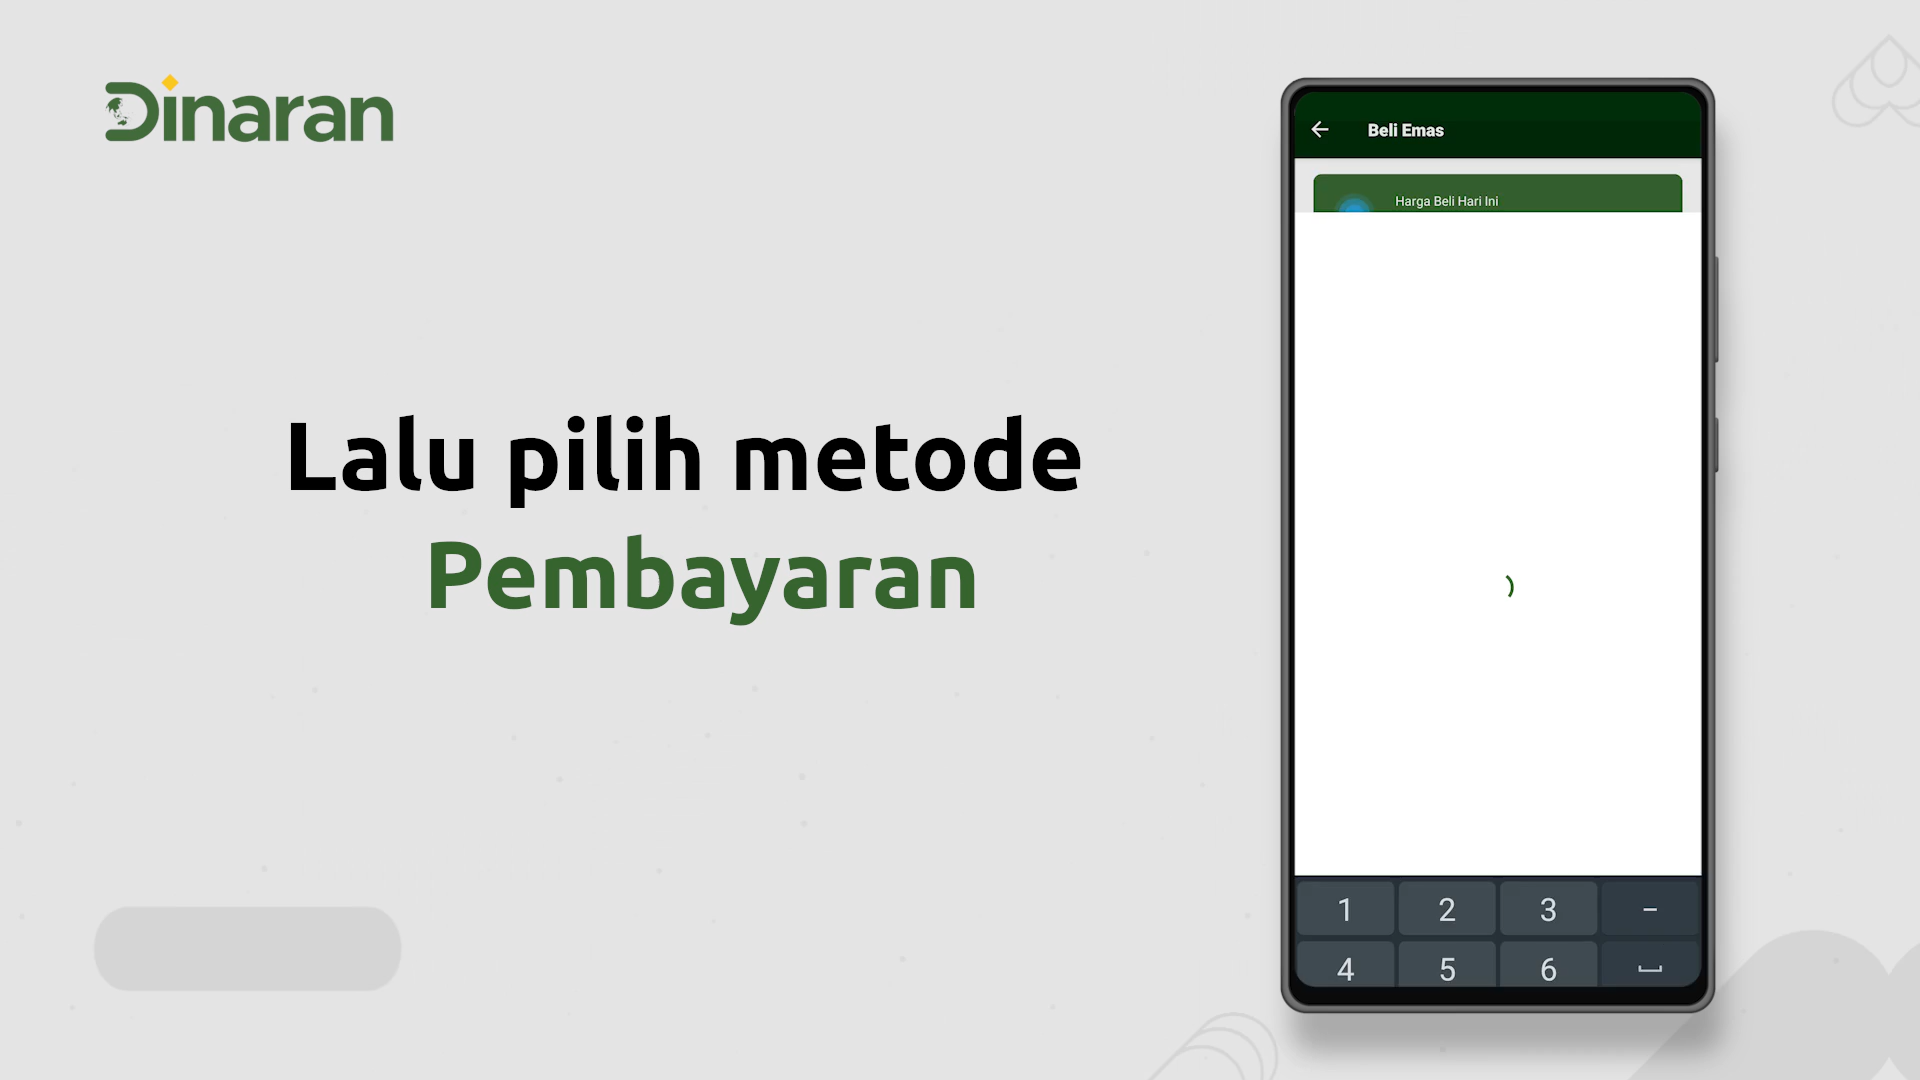 Dinaran
Lalu pilih metode
Pembayaran
Beli Emas
Harga Beli Hari Ini
1 2 3 –
4 5 6